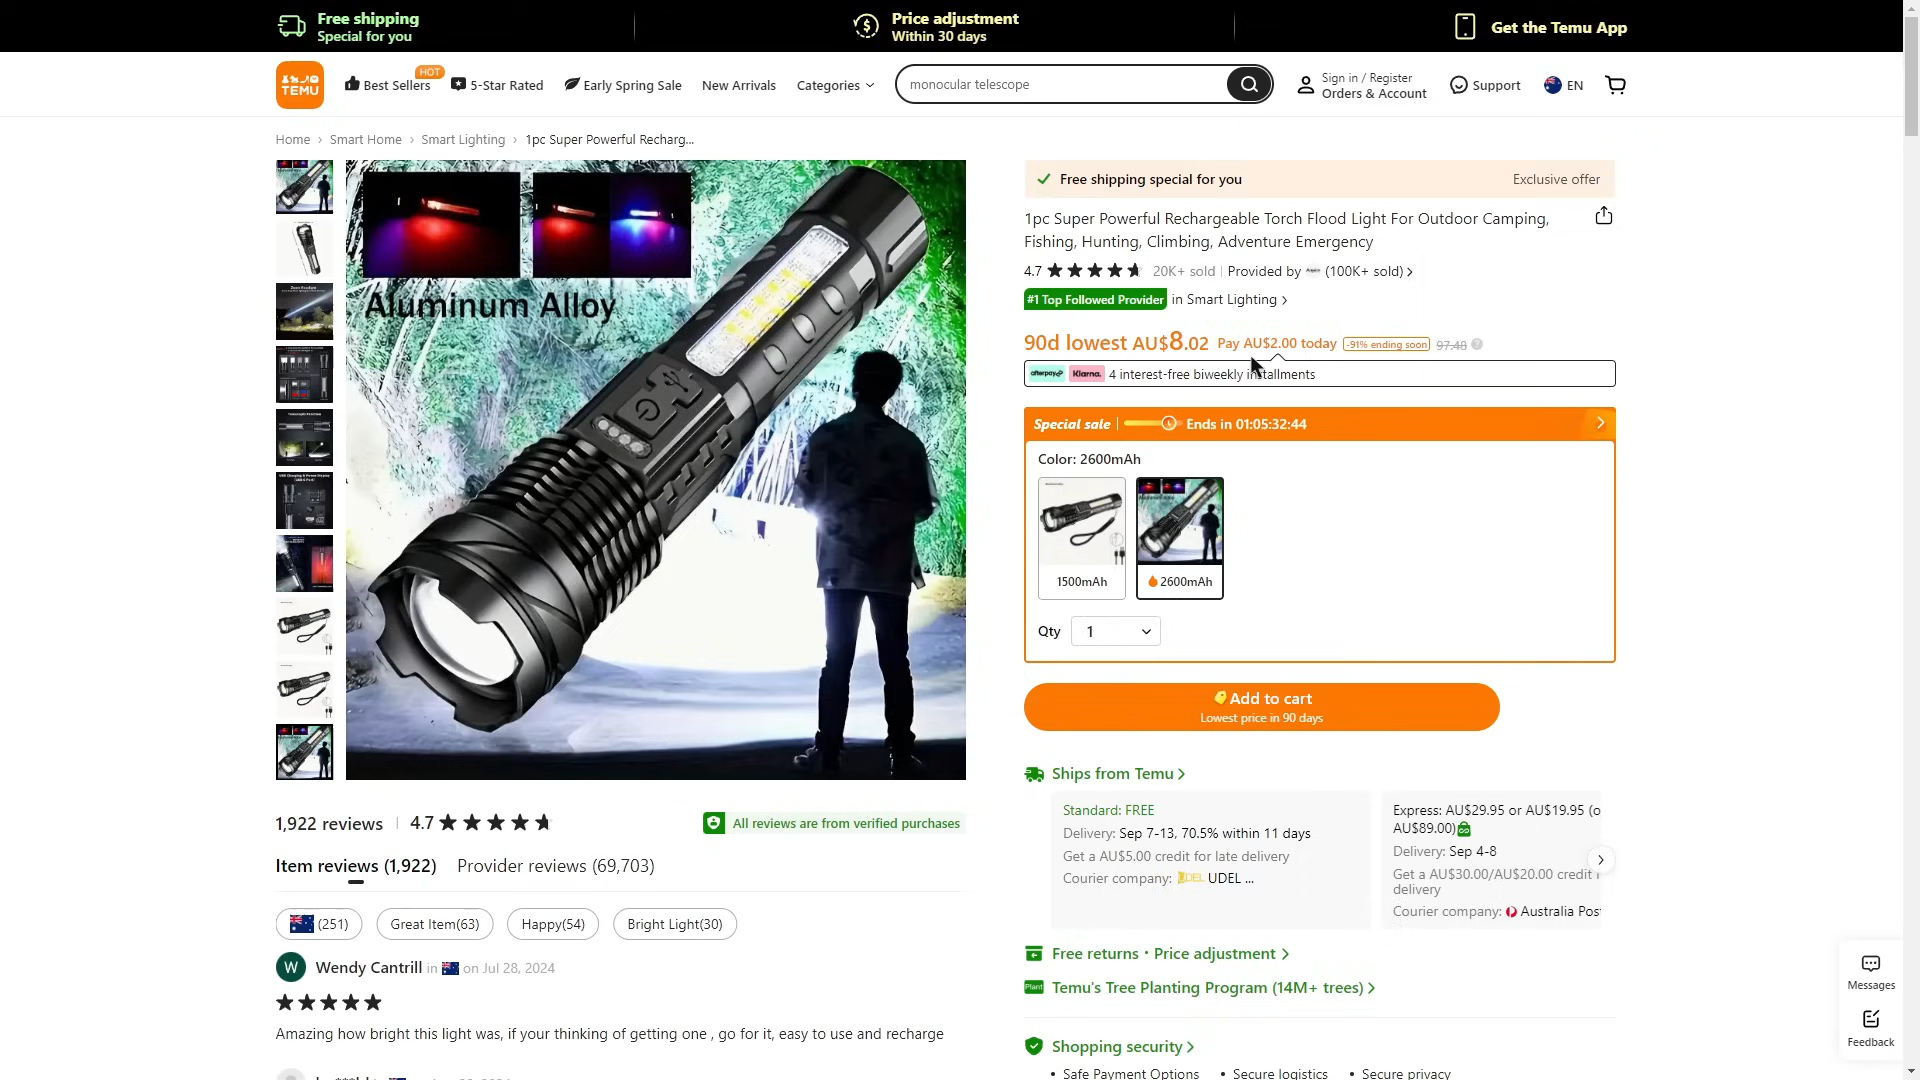 Free shipping
Special for you
Price adjustment
Within 30 days
Get the Temu App
TEMU
Best Sellers
HOT
5-Star Rated
Early Spring Sale
New Arrivals
Categories
monocular telescope
Sign in / Register
Orders & Account
Support
EN
Home › Smart Home › Smart Lighting › 1pc Super Powerful Recharg...
Aluminum Alloy
Free shipping special for you
Exclusive offer
1pc Super Powerful Rechargeable Torch Flood Light For Outdoor Camping,
Fishing, Hunting, Climbing, Adventure Emergency
4.7 20K+ sold | Provided by (100K+ sold)
#1 Top Followed Provider in Smart Lighting
90d lowest AU$8.02 Pay AU$2.00 today -91% ending soon 97.48
afterpay Klarna. 4 interest-free biweekly installments
Special sale | Ends in 01:05:32:44
Color: 2600mAh
1500mAh
2600mAh
Qty 1
Add to cart
Lowest price in 90 days
Ships from Temu
Standard: FREE
Delivery: Sep 7-13, 70.5% within 11 days
Get a AU$5.00 credit for late delivery
Courier company: UDEL UDEL ...
Express: AU$29.95 or AU$19.95 (o
AU$89.00)
Delivery: Sep 4-8
Get a AU$30.00/AU$20.00 credit
delivery
Courier company: Australia Pos
Free returns · Price adjustment
Plant Temu's Tree Planting Program (14M+ trees)
Shopping security
• Safe Payment Options • Secure logistics • Secure privacy
1,922 reviews | 4.7
All reviews are from verified purchases
Item reviews (1,922) Provider reviews (69,703)
(251)
Great Item(63)
Happy(54)
Bright Light(30)
W
Wendy Cantrill in on Jul 28, 2024
Amazing how bright this light was, if your thinking of getting one , go for it, easy to use and recharge
Messages
Feedback